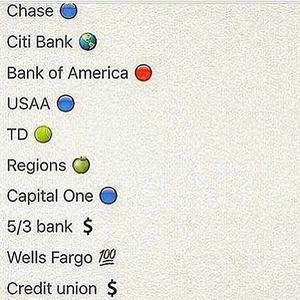 Chase 🔵
Citi Bank 🌎
Bank of America 🔴
USAA 🔵
TD 🎾
Regions 🍏
Capital One 🔵
5/3 bank 💲
Wells Fargo 💯
Credit union 💲